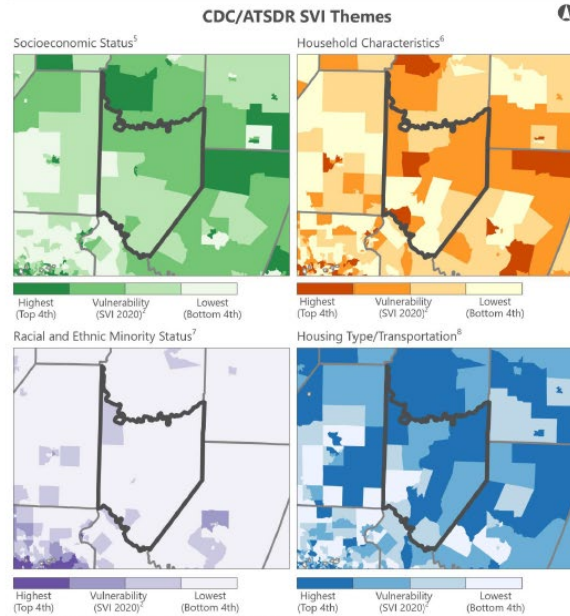 CDC/ATSDR SVI Themes
Socioeconomic Status⁵
Household Characteristics⁶
Highest (Top 4th)
Vulnerability (SVI 2020)²
Lowest (Bottom 4th)
Highest (Top 4th)
Vulnerability (SVI 2020)²
Lowest (Bottom 4th)
Racial and Ethnic Minority Status⁷
Housing Type/Transportation⁸
Highest (Top 4th)
Vulnerability (SVI 2020)²
Lowest (Bottom 4th)
Highest (Top 4th)
Vulnerability (SVI 2020)²
Lowest (Bottom 4th)